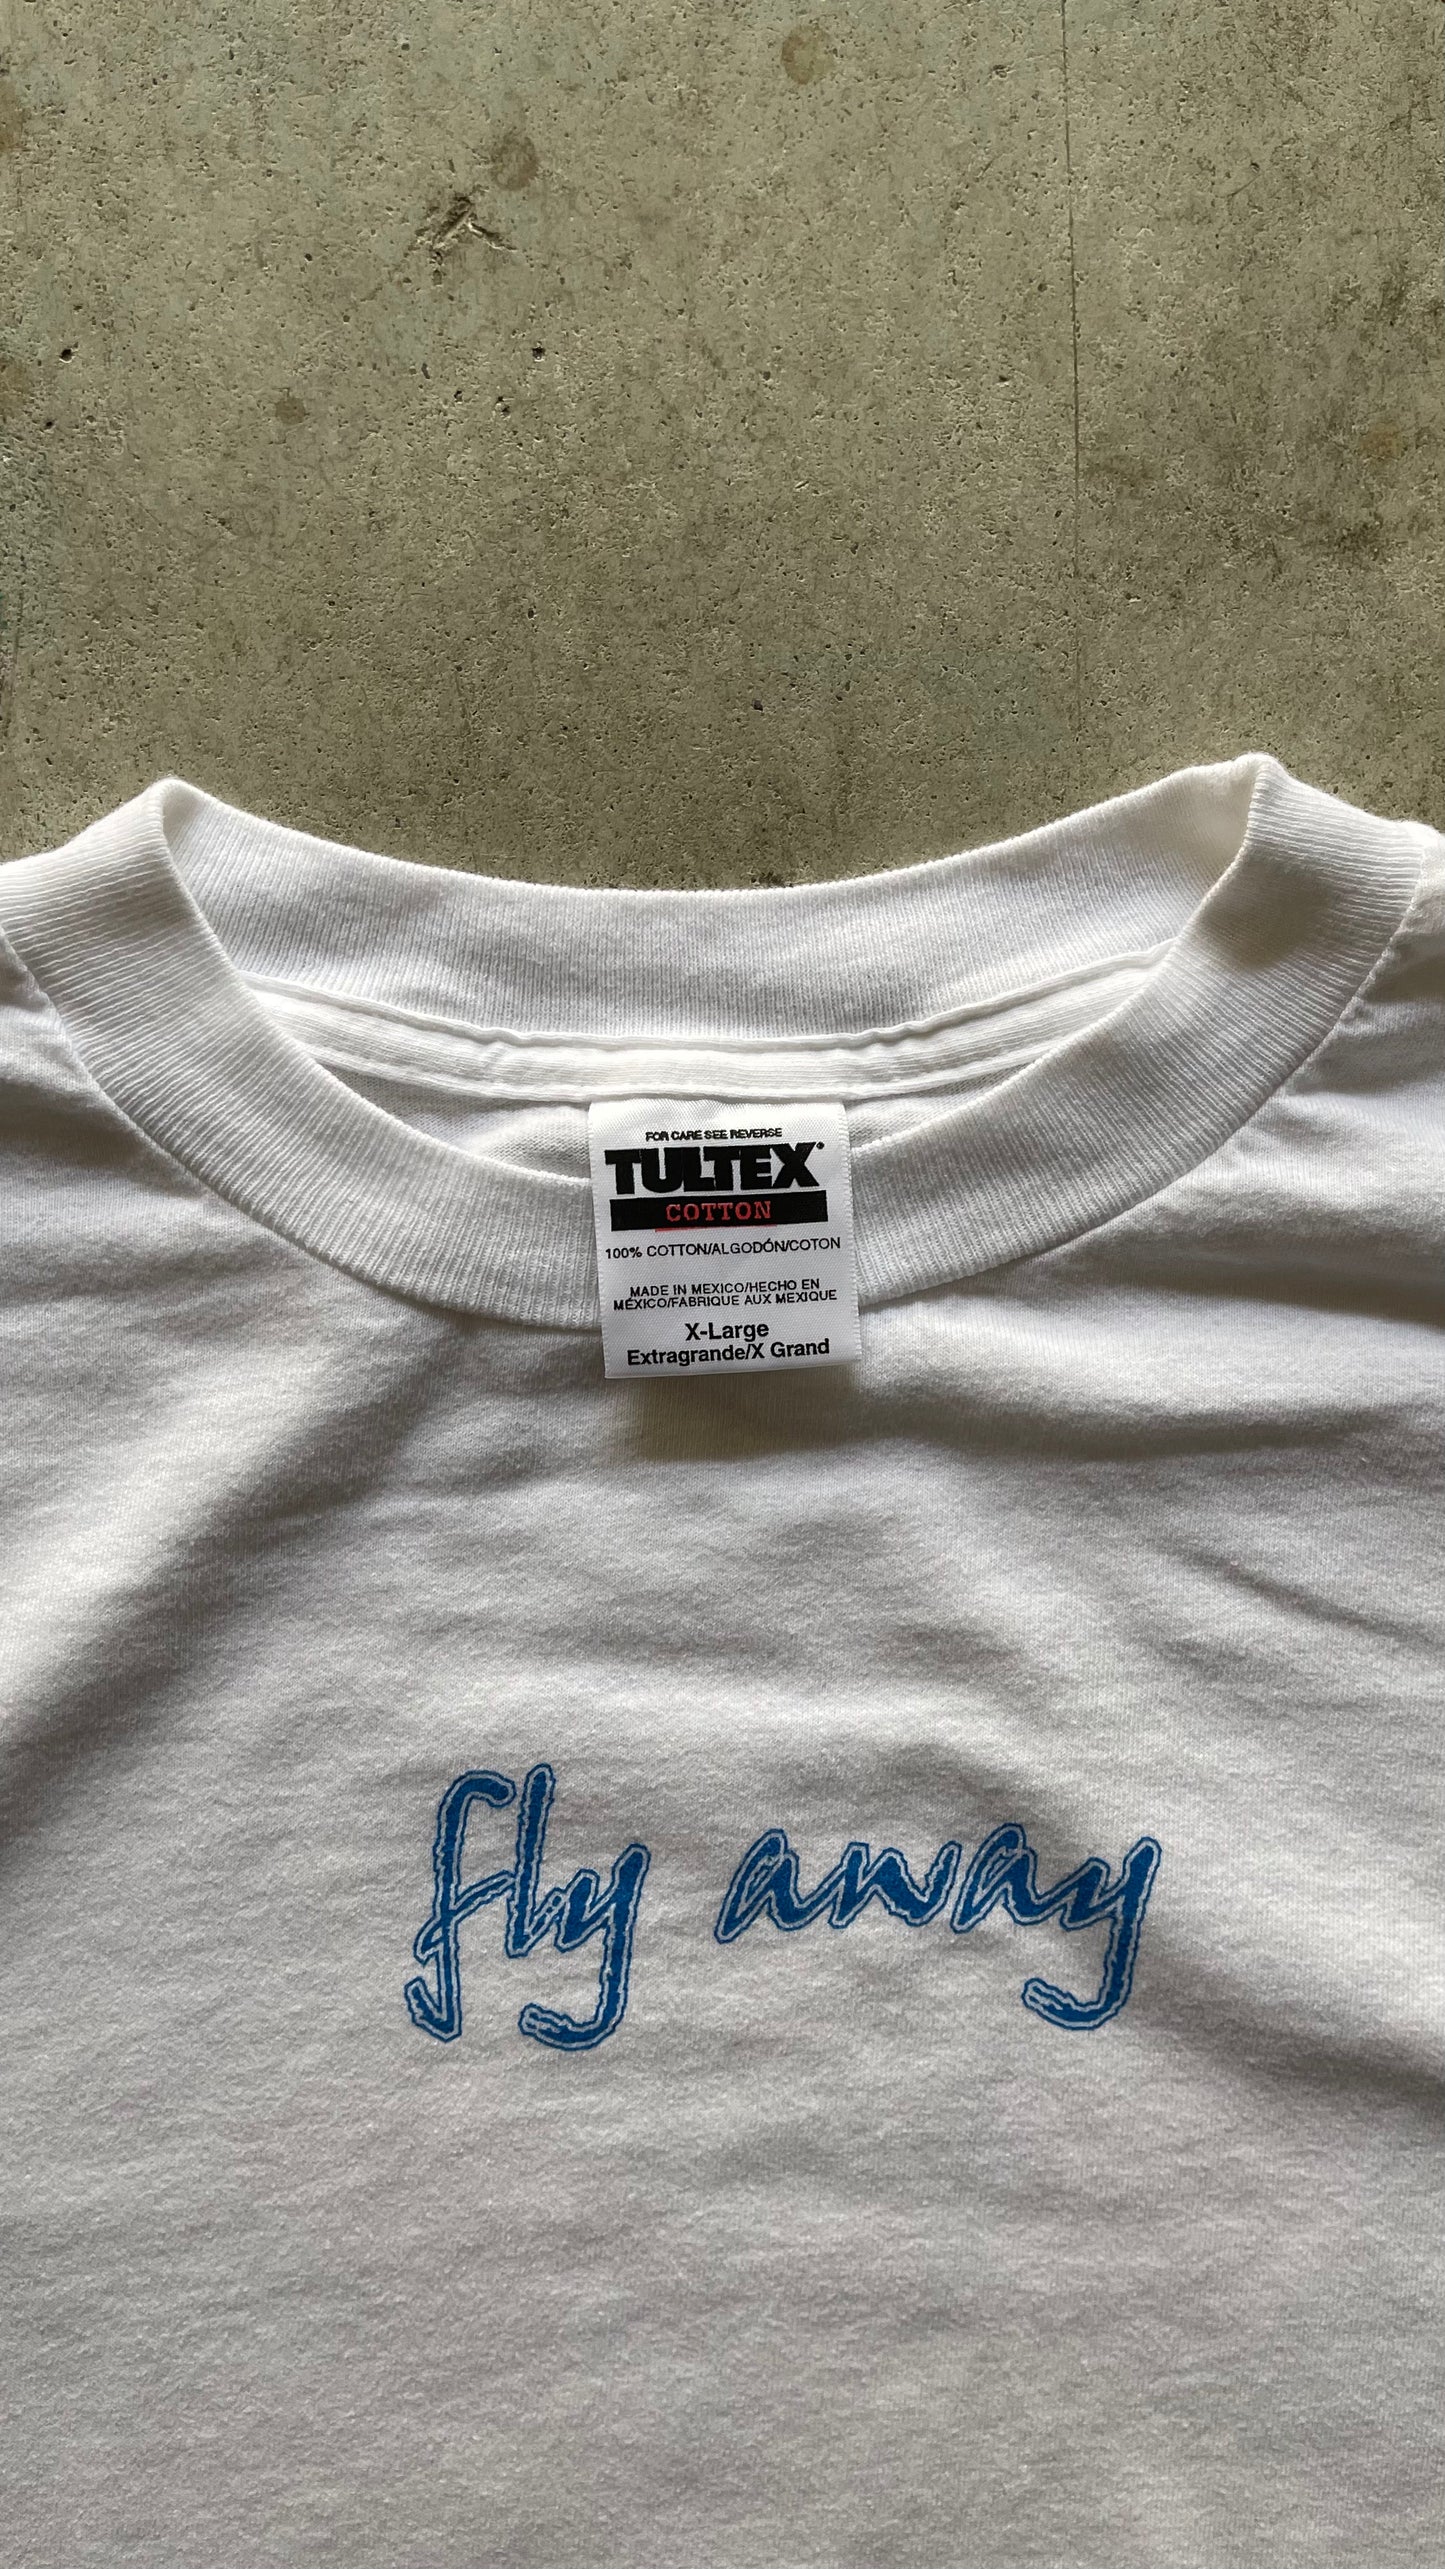 FOR CARE SEE REVERSE
TULTEX®
COTTON
100% COTTON/ALGODÓN/COTON
MADE IN MEXICO/HECHO EN
MÉXICO/FABRIQUE AUX MEXIQUE
X-Large
Extragrande/X Grand
fly away